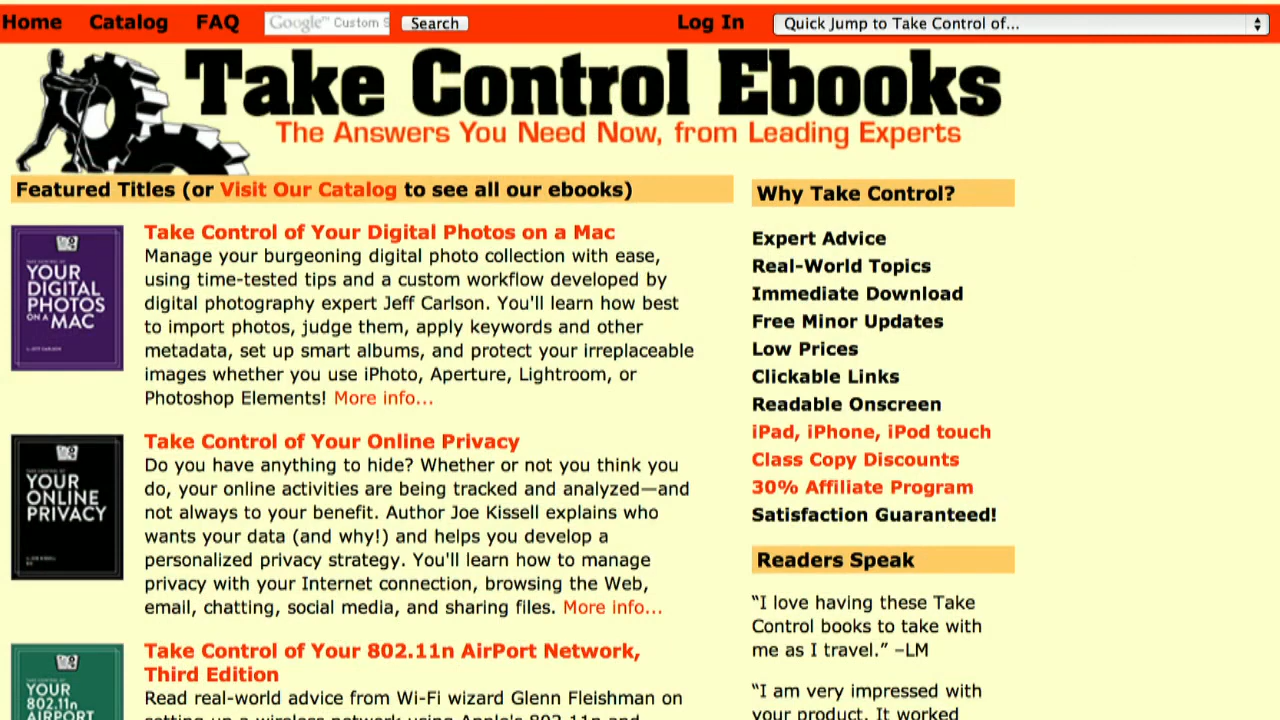 Home Catalog FAQ Google™ Custom S Search Log In Quick Jump to Take Control of...
Take Control Ebooks
The Answers You Need Now, from Leading Experts
Featured Titles (or Visit Our Catalog to see all our ebooks)
YOUR
DIGITAL
PHOTOS
ON A MAC
Take Control of Your Digital Photos on a Mac
Manage your burgeoning digital photo collection with ease,
using time-tested tips and a custom workflow developed by
digital photography expert Jeff Carlson. You'll learn how best
to import photos, judge them, apply keywords and other
metadata, set up smart albums, and protect your irreplaceable
images whether you use iPhoto, Aperture, Lightroom, or
Photoshop Elements! More info...
YOUR
ONLINE
PRIVACY
Take Control of Your Online Privacy
Do you have anything to hide? Whether or not you think you
do, your online activities are being tracked and analyzed—and
not always to your benefit. Author Joe Kissell explains who
wants your data (and why!) and helps you develop a
personalized privacy strategy. You'll learn how to manage
privacy with your Internet connection, browsing the Web,
email, chatting, social media, and sharing files. More info...
YOUR
802.11n
AIRPORT
Take Control of Your 802.11n AirPort Network,
Third Edition
Read real-world advice from Wi-Fi wizard Glenn Fleishman on
setting up a wireless network using Apple's 802.11n and
Why Take Control?
Expert Advice
Real-World Topics
Immediate Download
Free Minor Updates
Low Prices
Clickable Links
Readable Onscreen
iPad, iPhone, iPod touch
Class Copy Discounts
30% Affiliate Program
Satisfaction Guaranteed!
Readers Speak
“I love having these Take
Control books to take with
me as I travel.” –LM
“I am very impressed with
your product. It worked